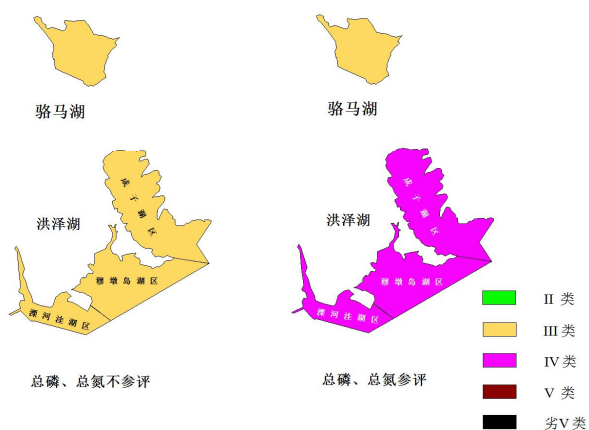 骆马湖
骆马湖
洪泽湖
成子湖区
穆墩岛湖区
溧河洼湖区
总磷、总氮不参评
洪泽湖
成子湖区
穆墩岛湖区
溧河洼湖区
总磷、总氮参评
II 类
III 类
IV 类
V 类
劣V 类